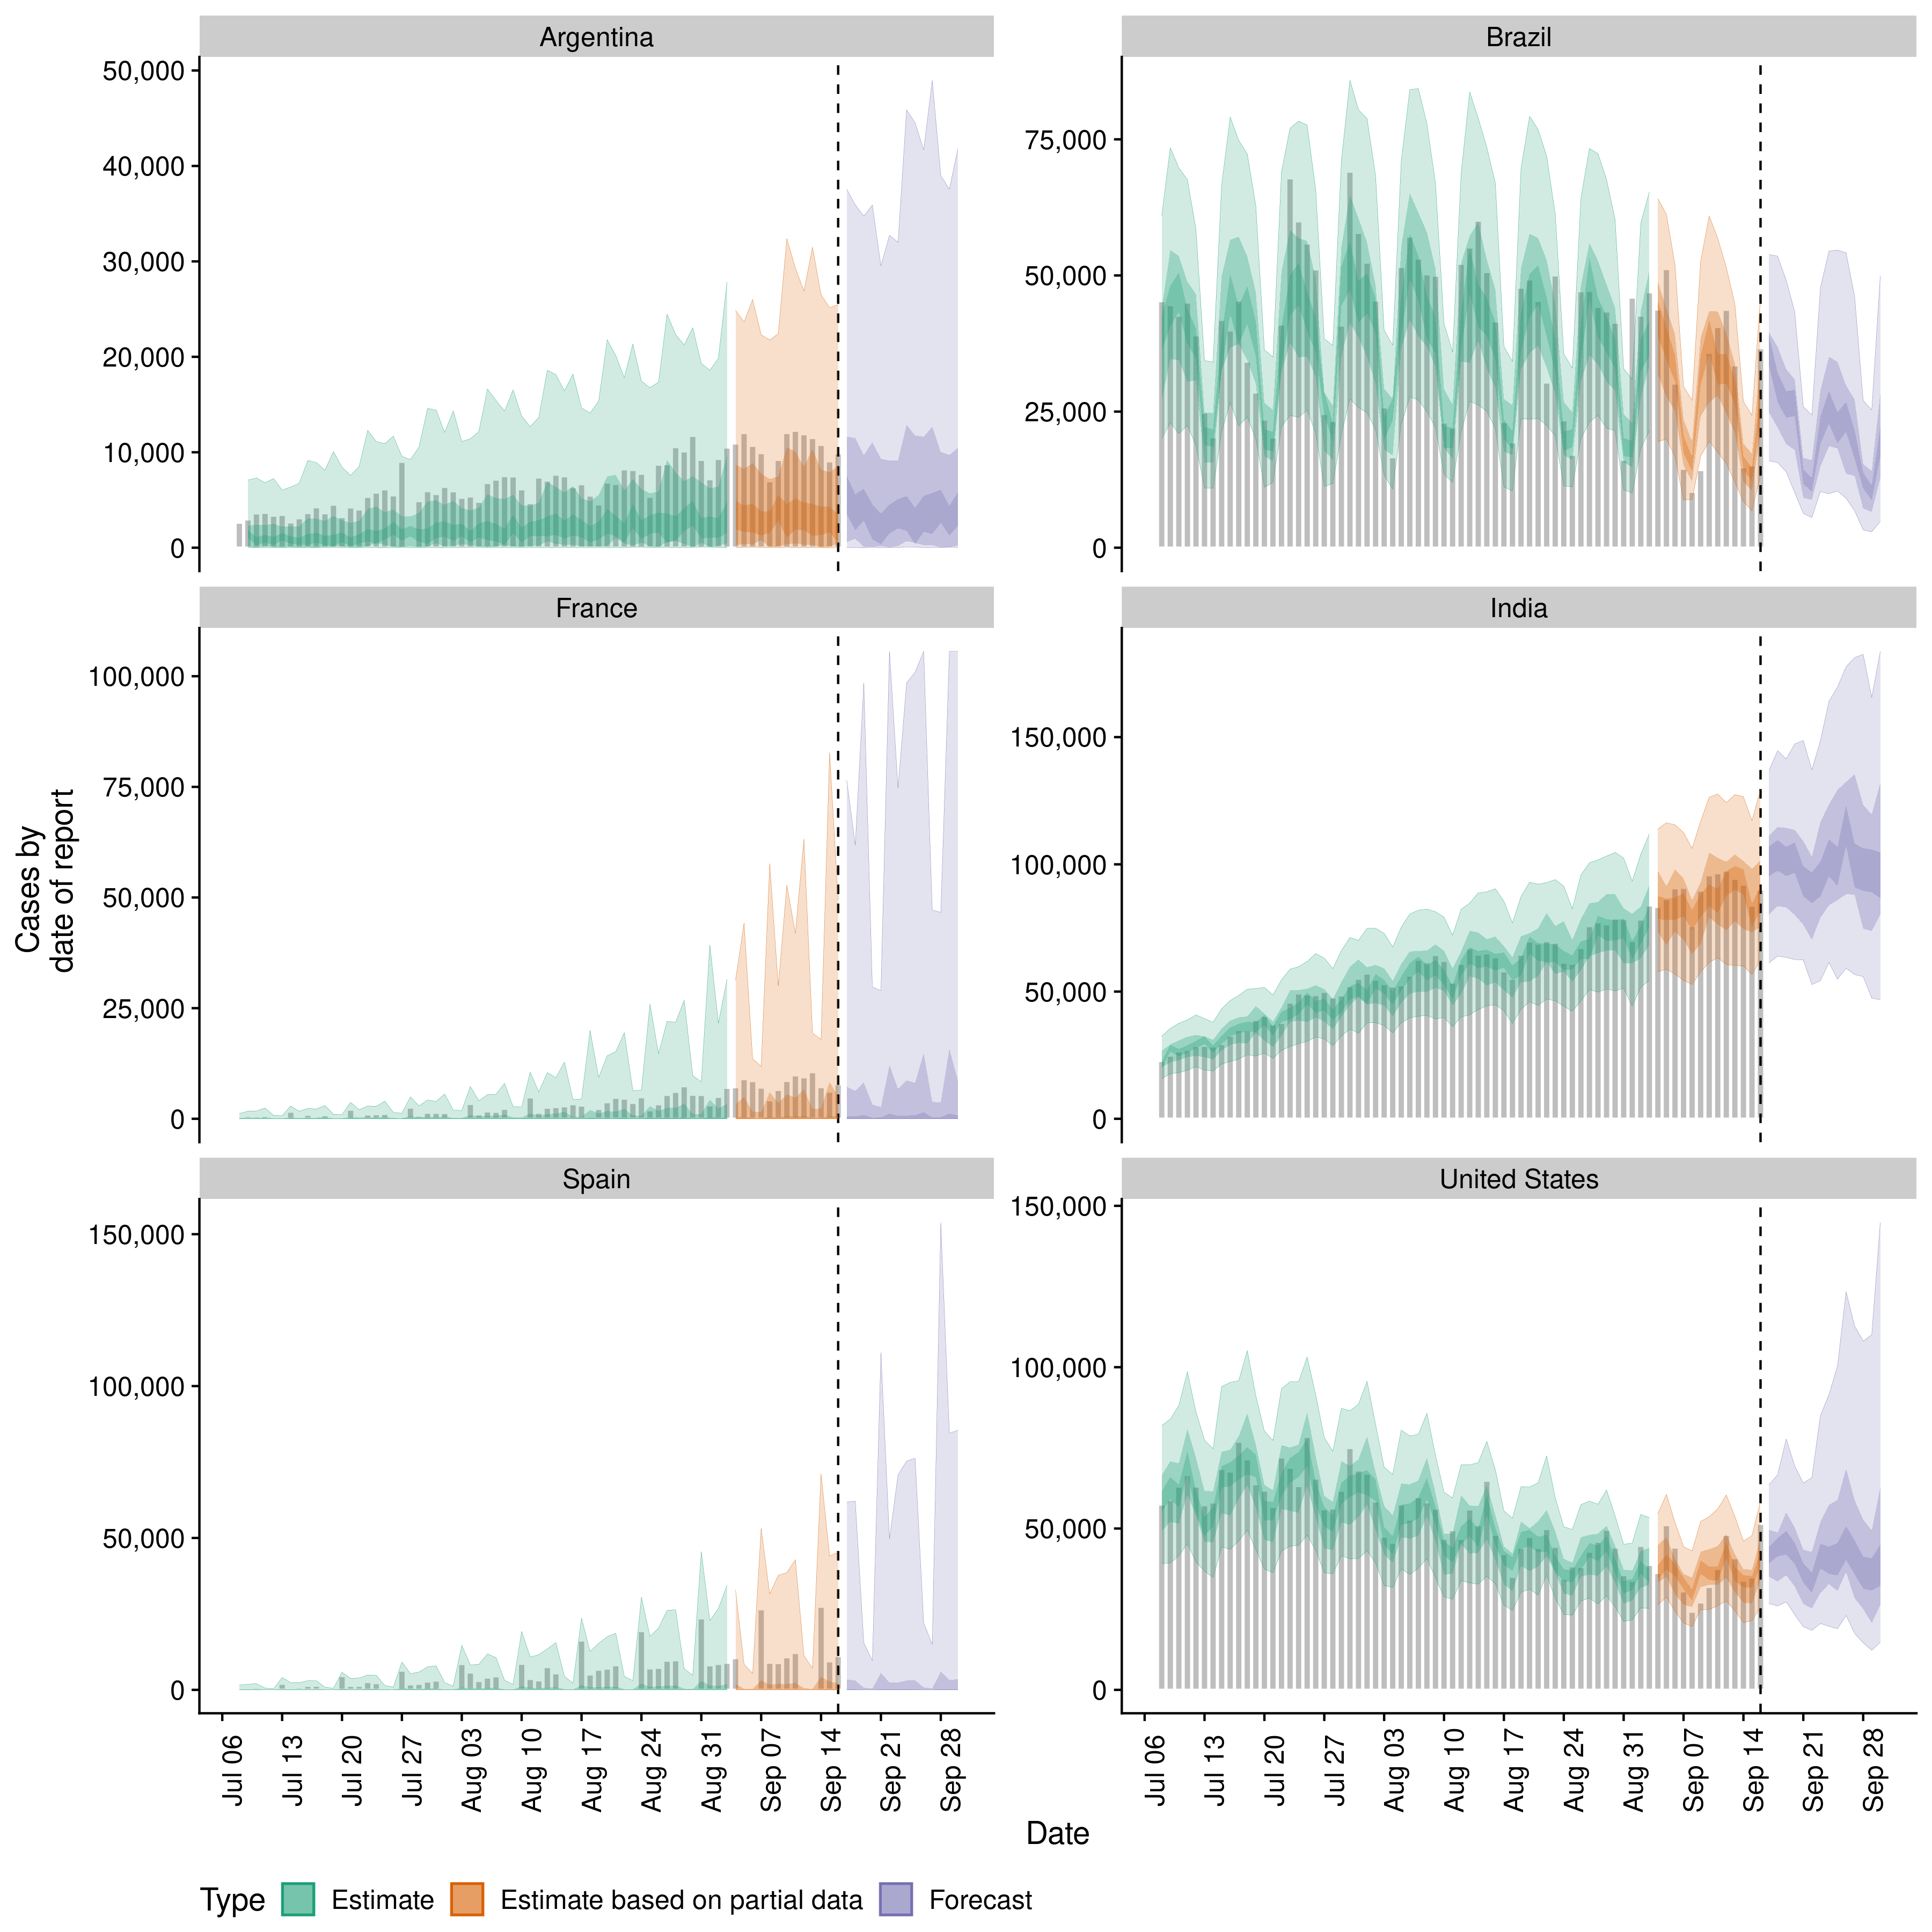 Argentina
50,000
40,000
30,000
20,000
10,000
0
Brazil
75,000
50,000
25,000
0
France
100,000
75,000
50,000
25,000
0
India
150,000
100,000
50,000
0
Spain
150,000
100,000
50,000
0
United States
150,000
100,000
50,000
0
Cases by
date of report
Jul 06
Jul 13
Jul 20
Jul 27
Aug 03
Aug 10
Aug 17
Aug 24
Aug 31
Sep 07
Sep 14
Sep 21
Sep 28
Jul 06
Jul 13
Jul 20
Jul 27
Aug 03
Aug 10
Aug 17
Aug 24
Aug 31
Sep 07
Sep 14
Sep 21
Sep 28
Date
Type Estimate Estimate based on partial data Forecast